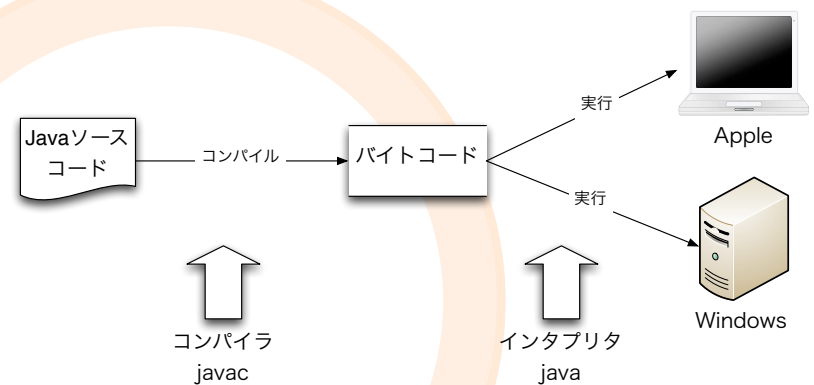 Javaソース
コード
コンパイル
バイトコード
実行
Apple
実行
Windows
コンパイラ
javac
インタプリタ
java